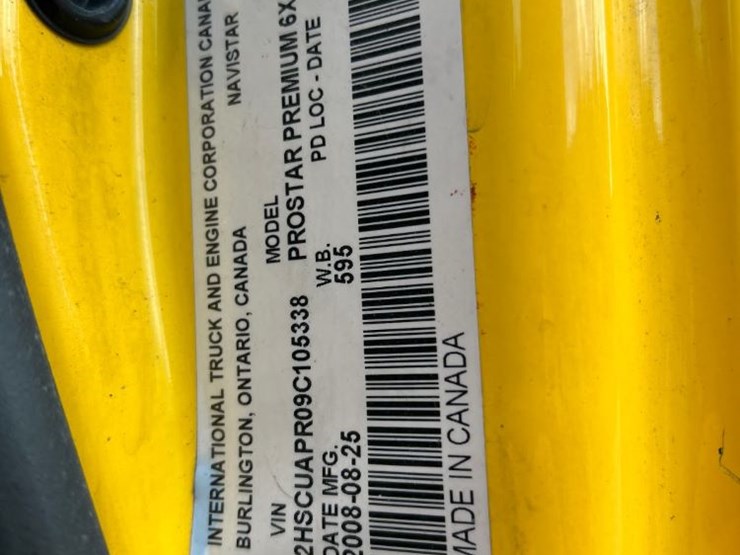 INTERNATIONAL TRUCK AND ENGINE CORPORATION CANA
NAVISTAR
BURLINGTON, ONTARIO, CANADA
VIN MODEL
2HSCUAPR09C105338 PROSTAR PREMIUM 6X
DATE MFG. W.B. PD LOC - DATE
2008-08-25 595
MADE IN CANADA